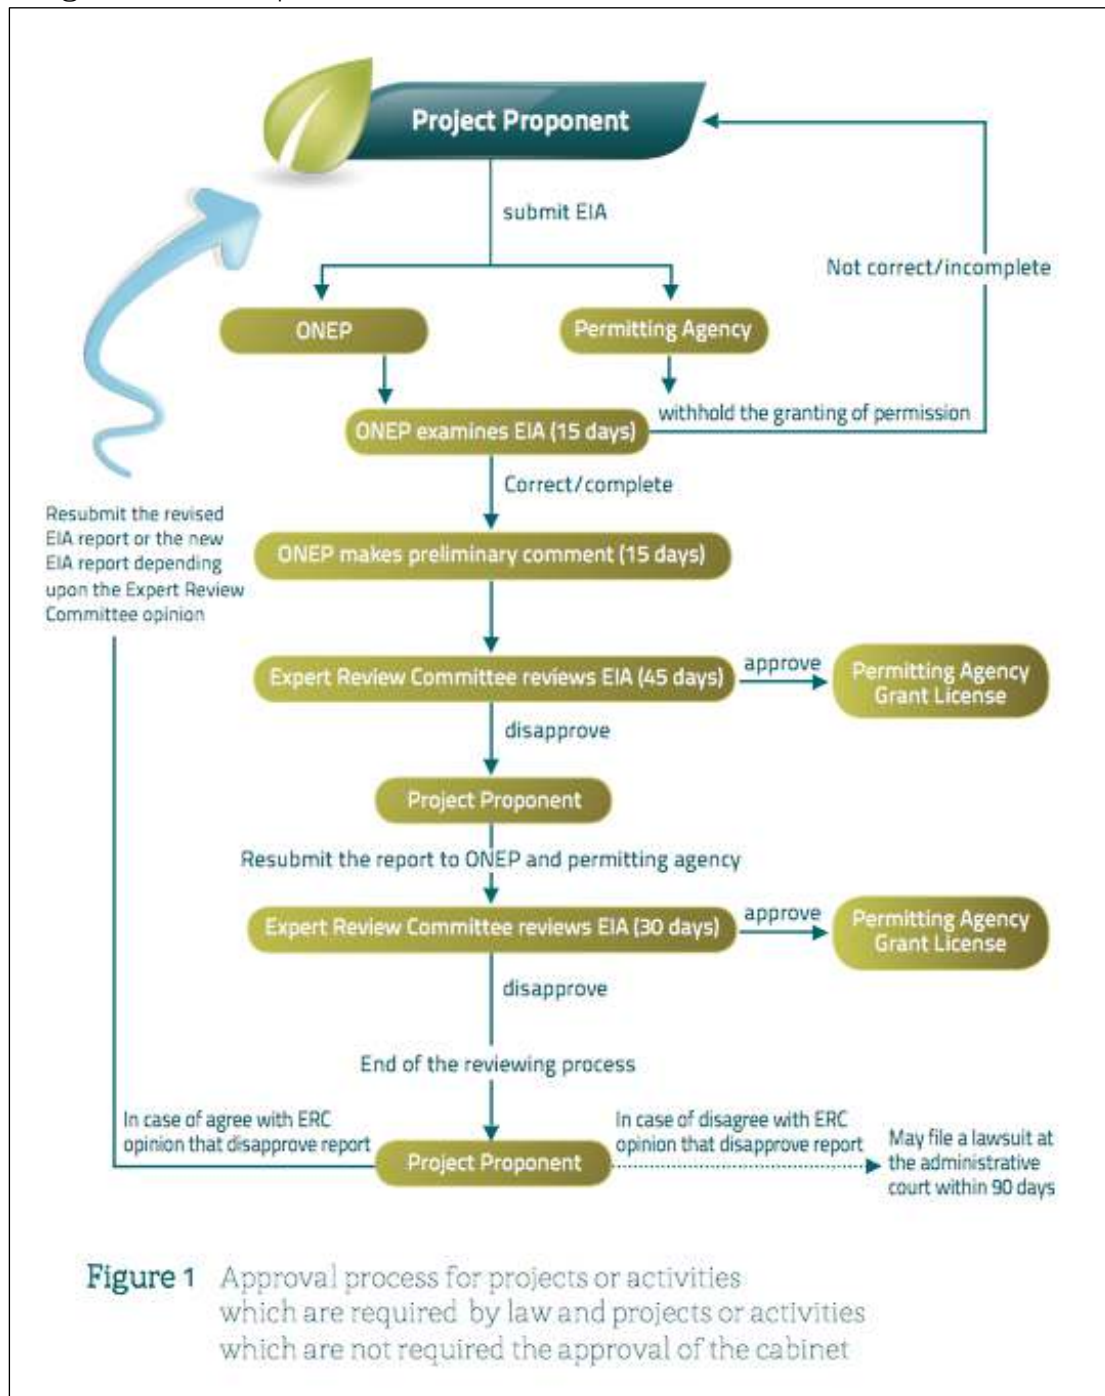 Project Proponent
submit EIA
Not correct/incomplete
ONEP
Permitting Agency
withhold the granting of permission
ONEP examines EIA (15 days)
Correct/complete
Resubmit the revised
EIA report or the new
EIA report depending
upon the Expert Review
Committee opinion
ONEP makes preliminary comment (15 days)
Expert Review Committee reviews EIA (45 days)
approve
Permitting Agency
Grant License
disapprove
Project Proponent
Resubmit the report to ONEP and permitting agency
Expert Review Committee reviews EIA (30 days)
approve
Permitting Agency
Grant License
disapprove
End of the reviewing process
In case of agree with ERC
opinion that disapprove report
Project Proponent
In case of disagree with ERC
opinion that disapprove report
May file a lawsuit at
the administrative
court within 90 days
Figure 1 Approval process for projects or activities
which are required by law and projects or activities
which are not required the approval of the cabinet